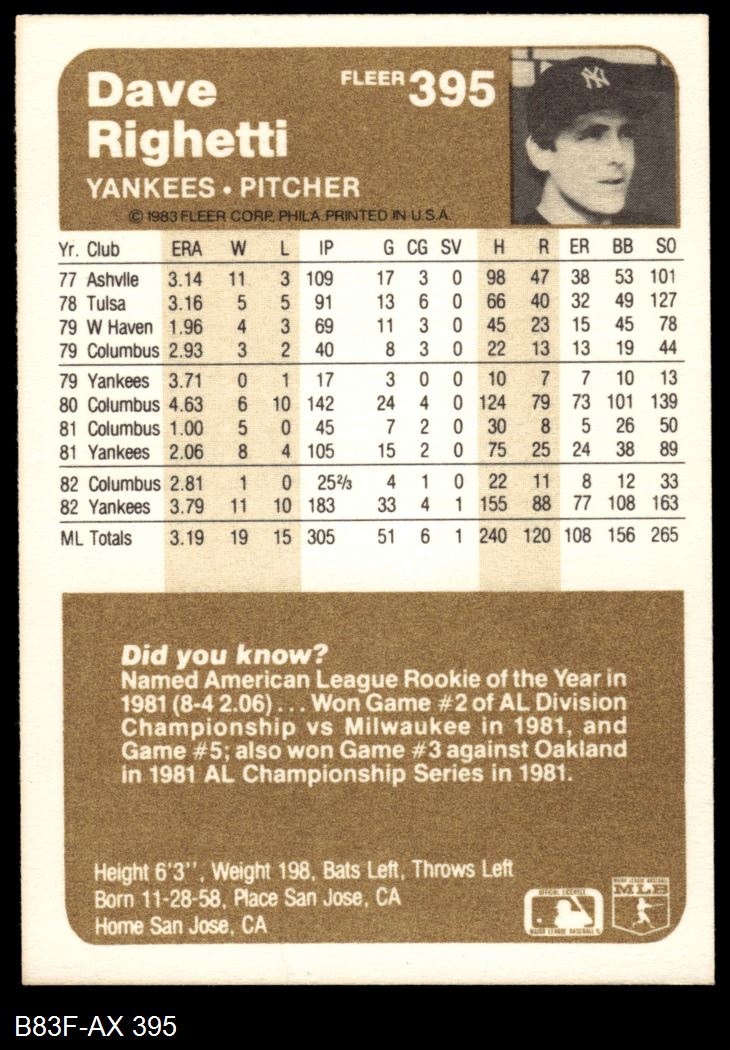 Dave
Righetti
FLEER 395
YANKEES • PITCHER
© 1983 FLEER CORP. PHILA. PRINTED IN U.S.A.
Yr. Club ERA W L IP G CG SV H R ER BB SO
77 Ashvlle 3.14 11 3 109 17 3 0 98 47 38 53 101
78 Tulsa 3.16 5 5 91 13 6 0 66 40 32 49 127
79 W Haven 1.96 4 3 69 11 3 0 45 23 15 45 78
79 Columbus 2.93 3 2 40 8 3 0 22 13 13 19 44
79 Yankees 3.71 0 1 17 3 0 0 10 7 7 10 13
80 Columbus 4.63 6 10 142 24 4 0 124 79 73 101 139
81 Columbus 1.00 5 0 45 7 2 0 30 8 5 26 50
81 Yankees 2.06 8 4 105 15 2 0 75 25 24 38 89
82 Columbus 2.81 1 0 25⅔ 4 1 0 22 11 8 12 33
82 Yankees 3.79 11 10 183 33 4 1 155 88 77 108 163
ML Totals 3.19 19 15 305 51 6 1 240 120 108 156 265
Did you know?
Named American League Rookie of the Year in
1981 (8-4 2.06) . . . Won Game #2 of AL Division
Championship vs Milwaukee in 1981, and
Game #5; also won Game #3 against Oakland
in 1981 AL Championship Series in 1981.
Height 6'3'', Weight 198, Bats Left, Throws Left
Born 11-28-58, Place San Jose, CA
Home San Jose, CA
OFFICIAL LICENSEE
MAJOR LEAGUE BASEBALL
MAJOR LEAGUE BASEBALL
MLB
NY
B83F-AX 395